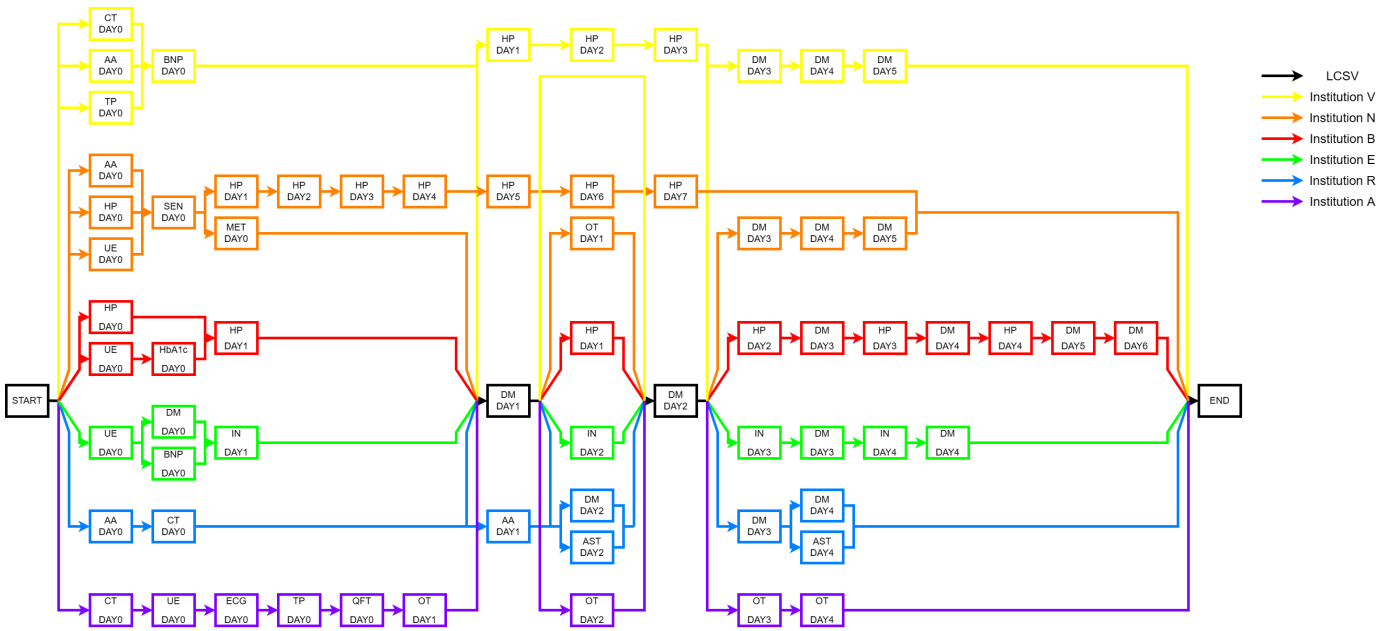 CT
DAY0
AA
DAY0
TP
DAY0
BNP
DAY0
HP
DAY1
HP
DAY2
HP
DAY3
DM
DAY3
DM
DAY4
DM
DAY5
LCSV
Institution V
Institution N
Institution B
Institution E
Institution R
Institution A
AA
DAY0
HP
DAY0
UE
DAY0
SEN
DAY0
HP
DAY1
HP
DAY2
HP
DAY3
HP
DAY4
HP
DAY5
HP
DAY6
HP
DAY7
MET
DAY0
OT
DAY1
DM
DAY3
DM
DAY4
DM
DAY5
HP
DAY0
UE
DAY0
HbA1c
DAY0
HP
DAY1
HP
DAY1
HP
DAY2
DM
DAY3
HP
DAY3
DM
DAY4
HP
DAY4
DM
DAY5
DM
DAY6
START
DM
DAY1
DM
DAY2
END
UE
DAY0
DM
DAY0
BNP
DAY0
IN
DAY1
IN
DAY2
IN
DAY3
DM
DAY3
IN
DAY4
DM
DAY4
AA
DAY0
CT
DAY0
AA
DAY1
DM
DAY2
AST
DAY2
DM
DAY3
DM
DAY4
AST
DAY4
CT
DAY0
UE
DAY0
ECG
DAY0
TP
DAY0
QFT
DAY0
OT
DAY1
OT
DAY2
OT
DAY3
OT
DAY4